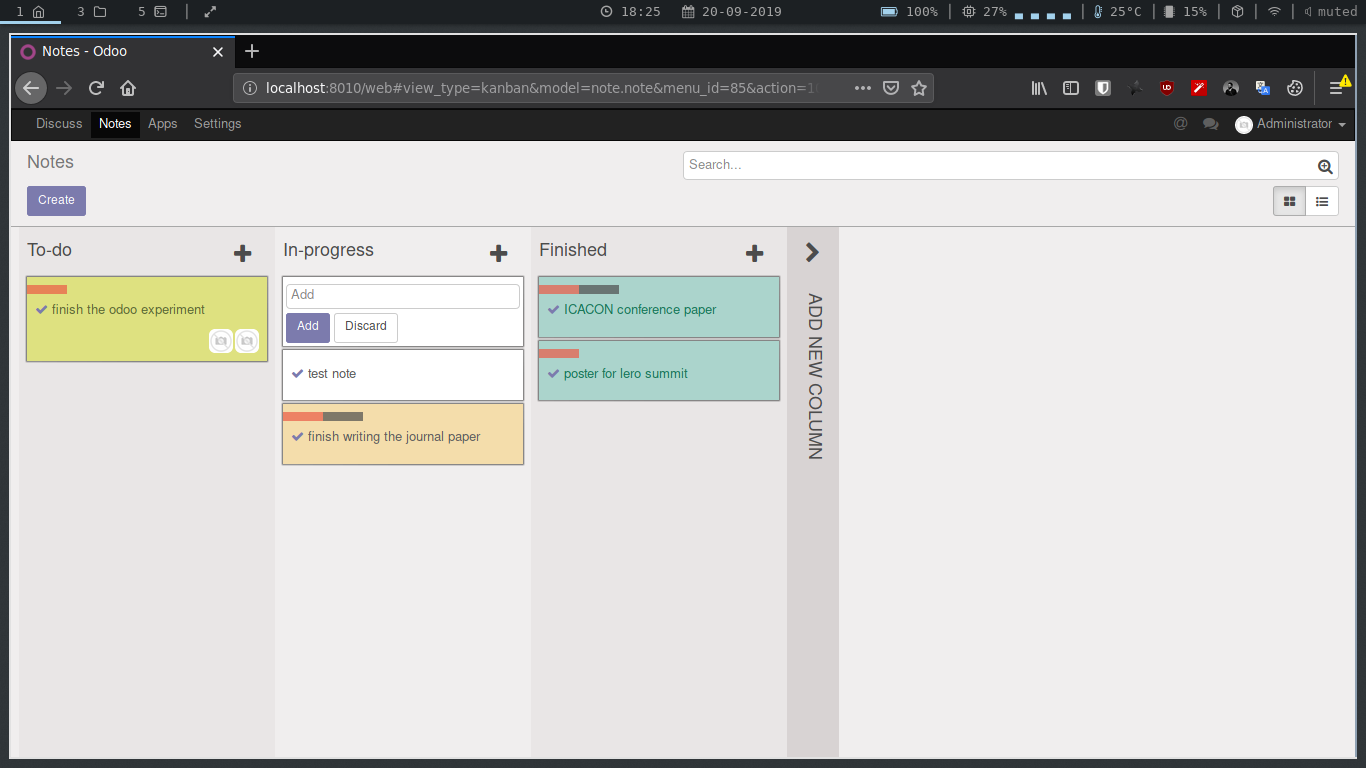 1 3 5 18:25 20-09-2019 100% 27% 25°C 15% muted
Notes - Odoo
localhost:8010/web#view_type=kanban&model=note.note&menu_id=85&action=1
Discuss Notes Apps Settings Administrator
Notes
Search...
Create
To-do
finish the odoo experiment
In-progress
Add
Add Discard
test note
finish writing the journal paper
Finished
ICACON conference paper
poster for lero summit
ADD NEW COLUMN